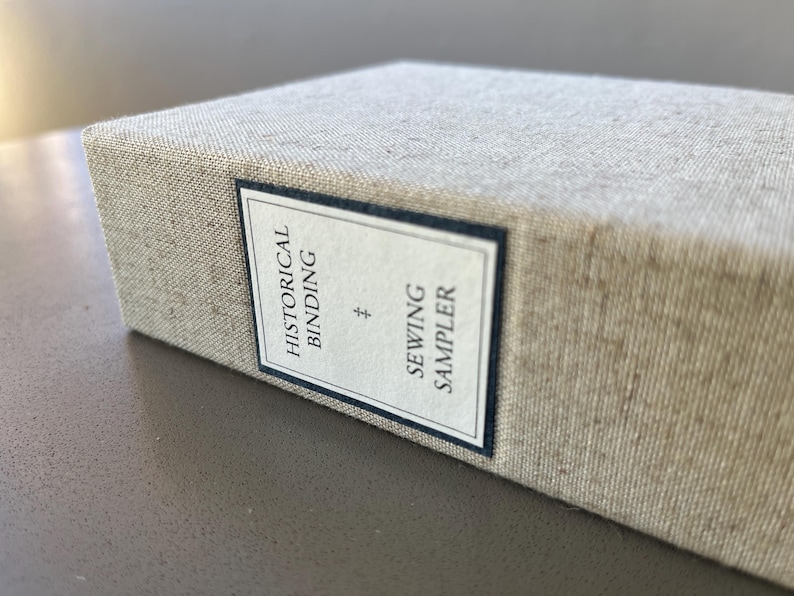 HISTORICAL
BINDING
‡
SEWING
SAMPLER